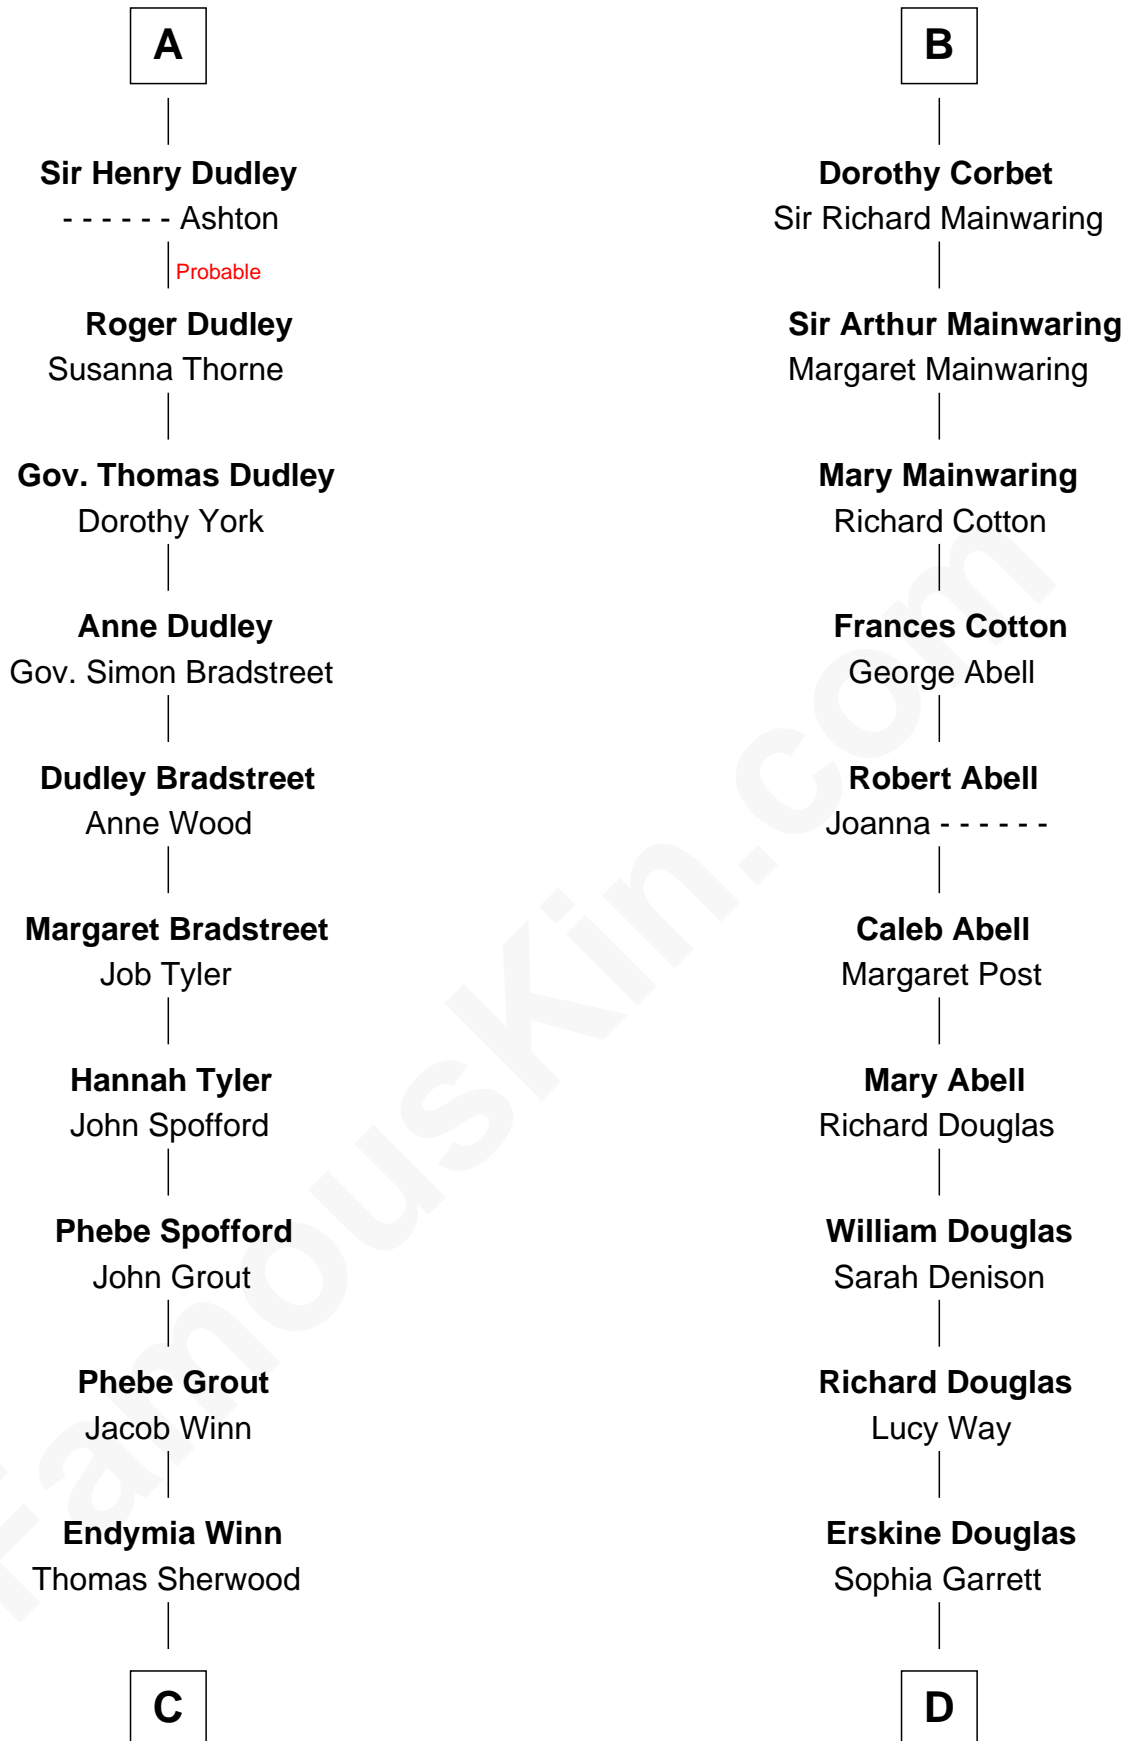 A
Sir Henry Dudley
- - - - - - Ashton
Probable
Roger Dudley
Susanna Thorne
Gov. Thomas Dudley
Dorothy York
Anne Dudley
Gov. Simon Bradstreet
Dudley Bradstreet
Anne Wood
Margaret Bradstreet
Job Tyler
Hannah Tyler
John Spofford
Phebe Spofford
John Grout
Phebe Grout
Jacob Winn
Endymia Winn
Thomas Sherwood
C
B
Dorothy Corbet
Sir Richard Mainwaring
Sir Arthur Mainwaring
Margaret Mainwaring
Mary Mainwaring
Richard Cotton
Frances Cotton
George Abell
Robert Abell
Joanna - - - - - -
Caleb Abell
Margaret Post
Mary Abell
Richard Douglas
William Douglas
Sarah Denison
Richard Douglas
Lucy Way
Erskine Douglas
Sophia Garrett
D
FamousKin.com